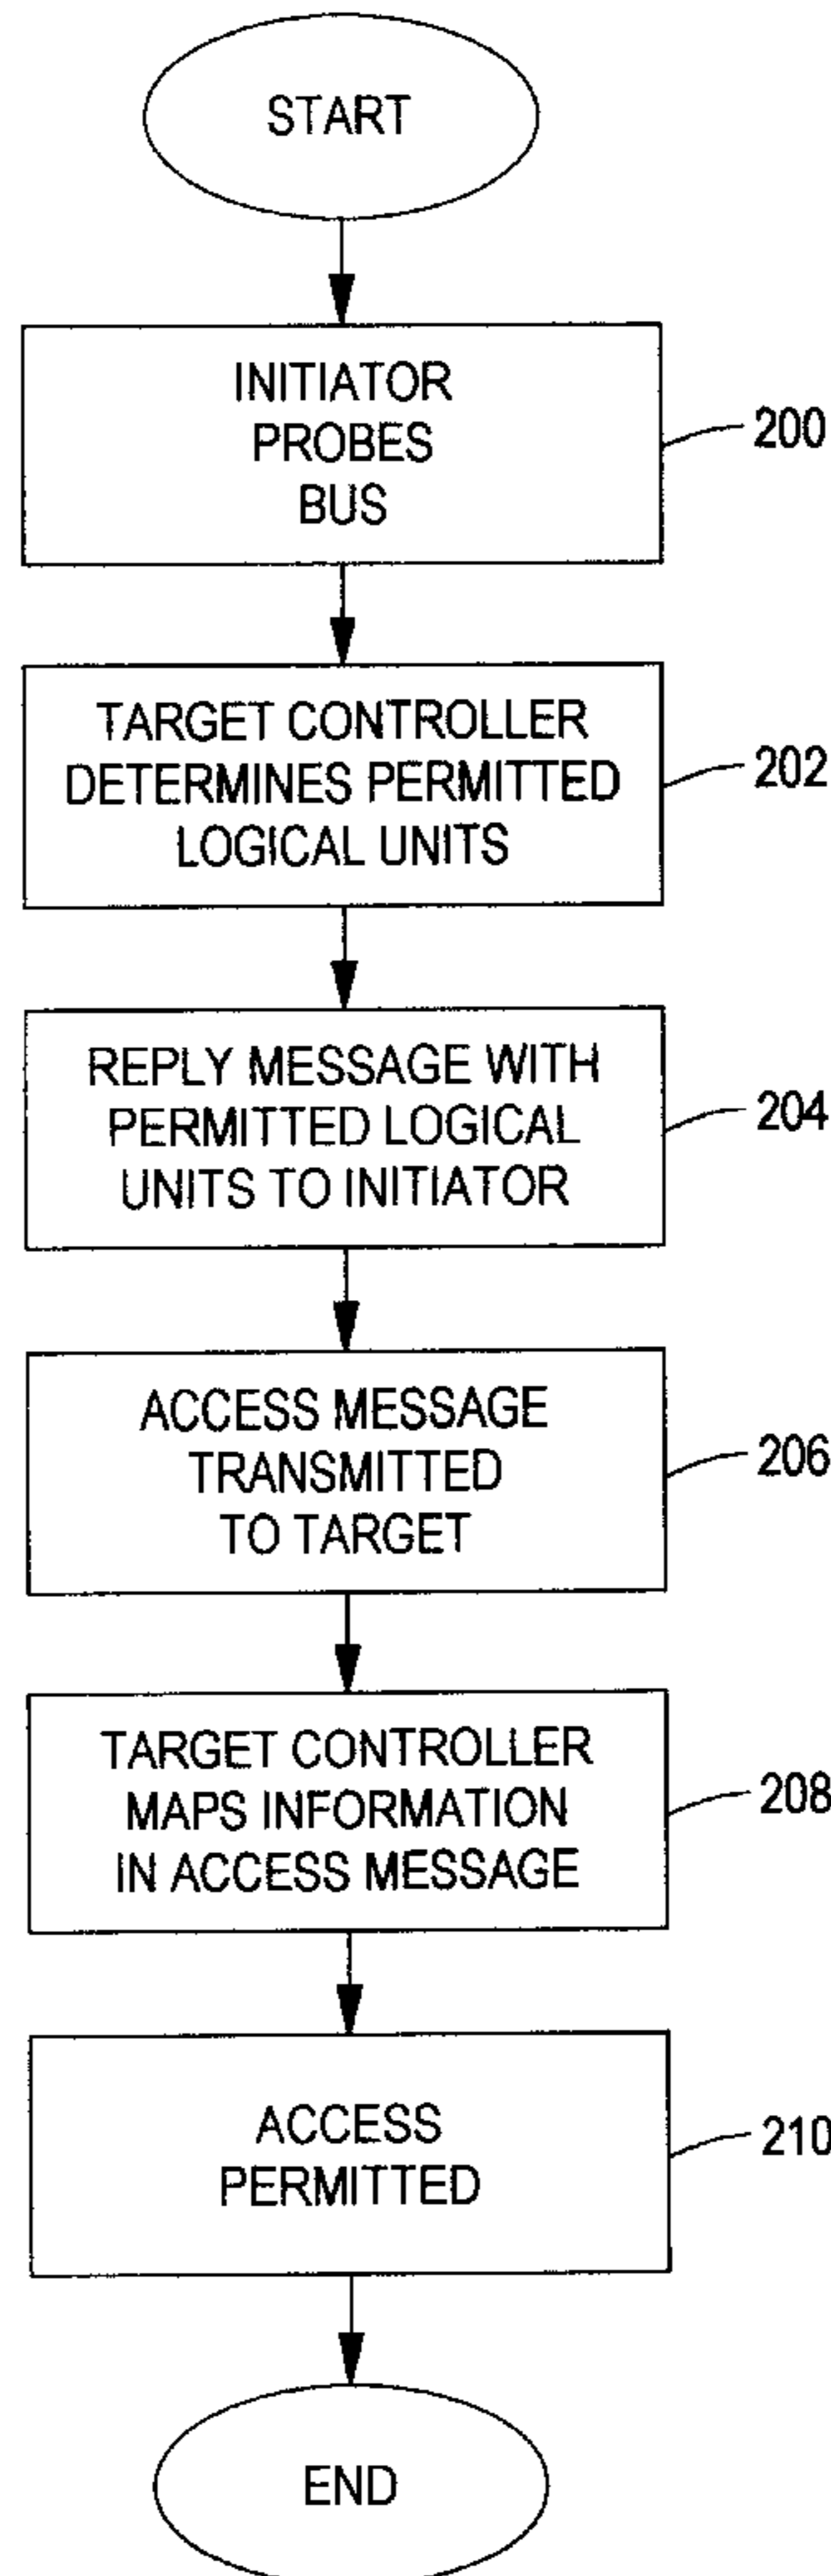 START
INITIATOR
PROBES
BUS
200
TARGET CONTROLLER
DETERMINES PERMITTED
LOGICAL UNITS
202
REPLY MESSAGE WITH
PERMITTED LOGICAL
UNITS TO INITIATOR
204
ACCESS MESSAGE
TRANSMITTED
TO TARGET
206
TARGET CONTROLLER
MAPS INFORMATION
IN ACCESS MESSAGE
208
ACCESS
PERMITTED
210
END